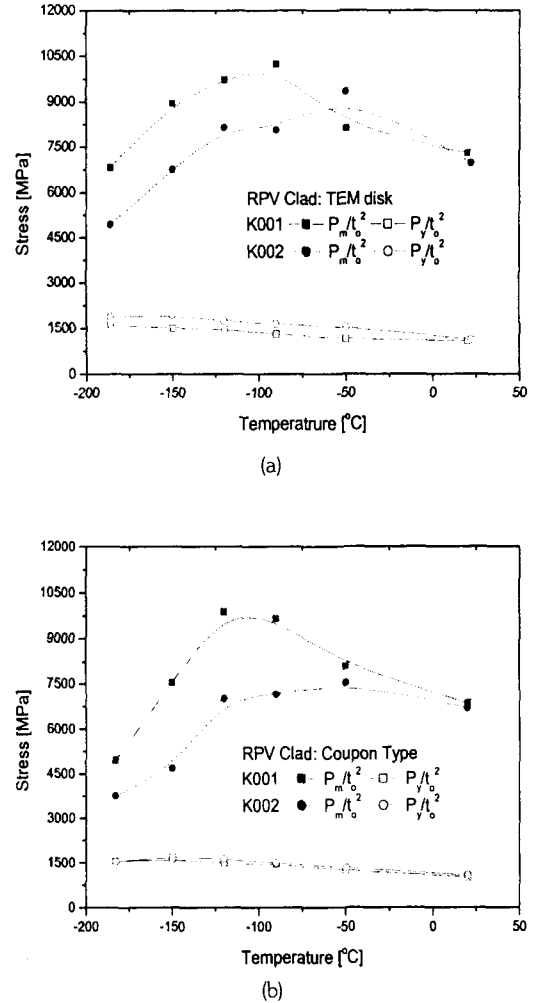 12000
10500
9000
7500
6000
4500
3000
1500
0
Stress [MPa]
RPV Clad: TEM disk
K001 P_m/t_o^2 P_y/t_o^2
K002 P_m/t_o^2 P_y/t_o^2
-200 -150 -100 -50 0 50
Temperatrure [°C]
(a)
12000
10500
9000
7500
6000
4500
3000
1500
0
Stress [MPa]
RPV Clad: Coupon Type
K001 P_m/t_o^2 P_y/t_o^2
K002 P_m/t_o^2 P_y/t_o^2
-200 -150 -100 -50 0 50
Temperature [°C]
(b)